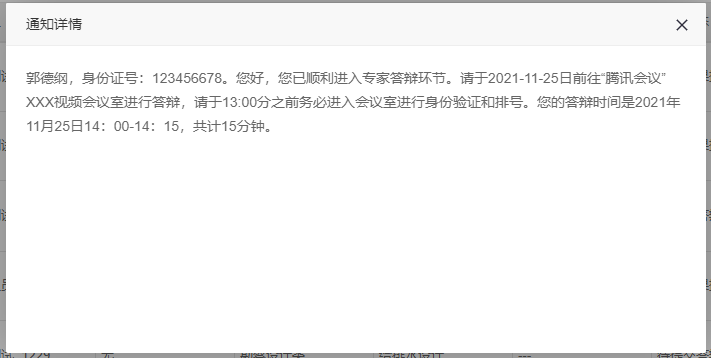 通知详情
郭德纲，身份证号：123456678。您好，您已顺利进入专家答辩环节。请于2021-11-25日前往“腾讯会议”
XXX视频会议室进行答辩，请于13:00分之前务必进入会议室进行身份验证和排号。您的答辩时间是2021年
11月25日14：00-14：15，共计15分钟。